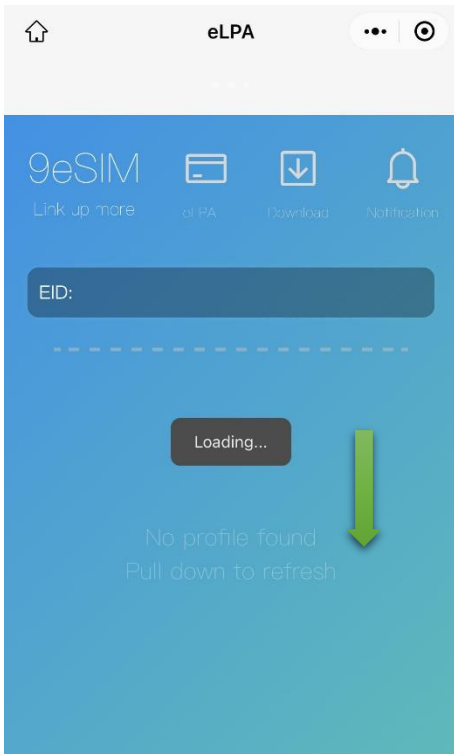 eLPA
9eSIM
Link up more
eLPA
Download
Notification
EID:
Loading...
No profile found
Pull down to refresh